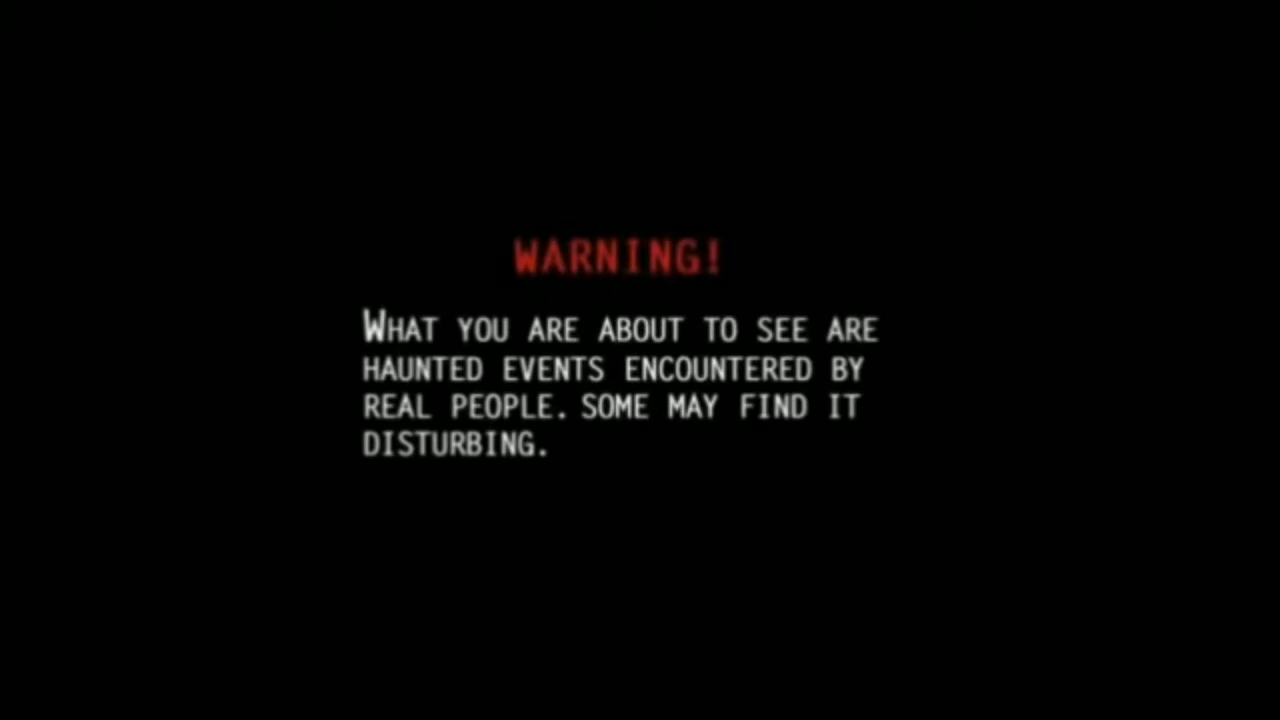 WARNING!
WHAT YOU ARE ABOUT TO SEE ARE
HAUNTED EVENTS ENCOUNTERED BY
REAL PEOPLE. SOME MAY FIND IT
DISTURBING.